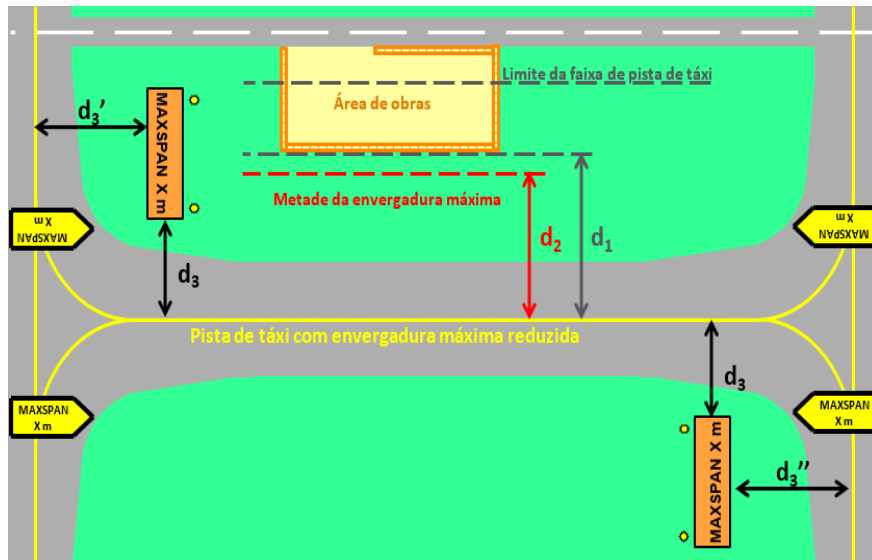 Limite da faixa de pista de táxi
d₃’
MAXSPAN X m
Área de obras
Metade da envergadura máxima
MAXSPAN
X m
MAXSPAN
X m
d₂
d₁
d₃
Pista de táxi com envergadura máxima reduzida
d₃
MAXSPAN
X m
MAXSPAN
X m
MAXSPAN X m
d₃’’